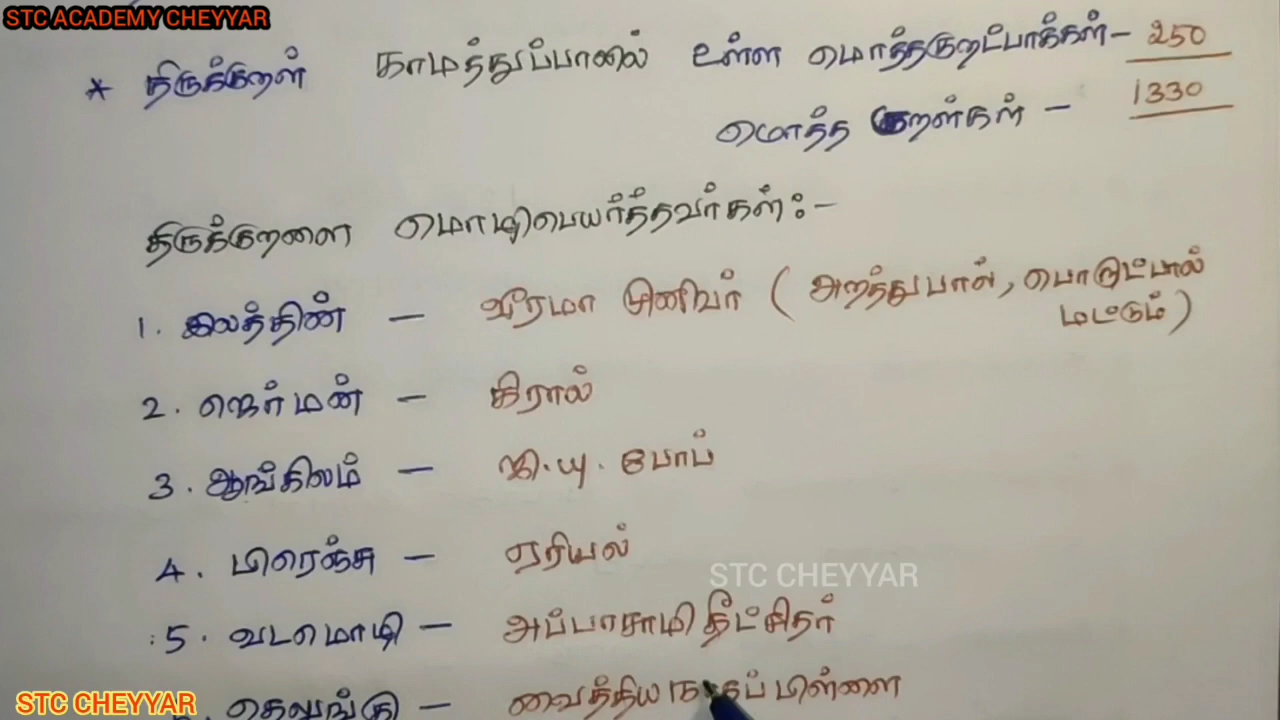 STC ACADEMY CHEYYAR
* திருக்குறள் காமத்துப்பாலில் உள்ள மொத்தகுறட்பாக்கள் - 250
மொத்த குறள்கள் - 1330
திருக்குறளை மொழிபெயர்த்தவர்கள் :-
1. இலத்தின் - வீரமா முனிவர் ( அறத்துபால், பொருட்பால்
மட்டும் )
2. ஜெர்மன் - கிரால்
3. ஆங்கிலம் - ஜி.யு. போப்
4. பிரெஞ்சு - ஏரியல்
STC CHEYYAR
5. வடமொழி - அப்பாசாமி தீட்சிதர்
தெலுங்கு - வைத்திய பிள்ளை
STC CHEYYAR